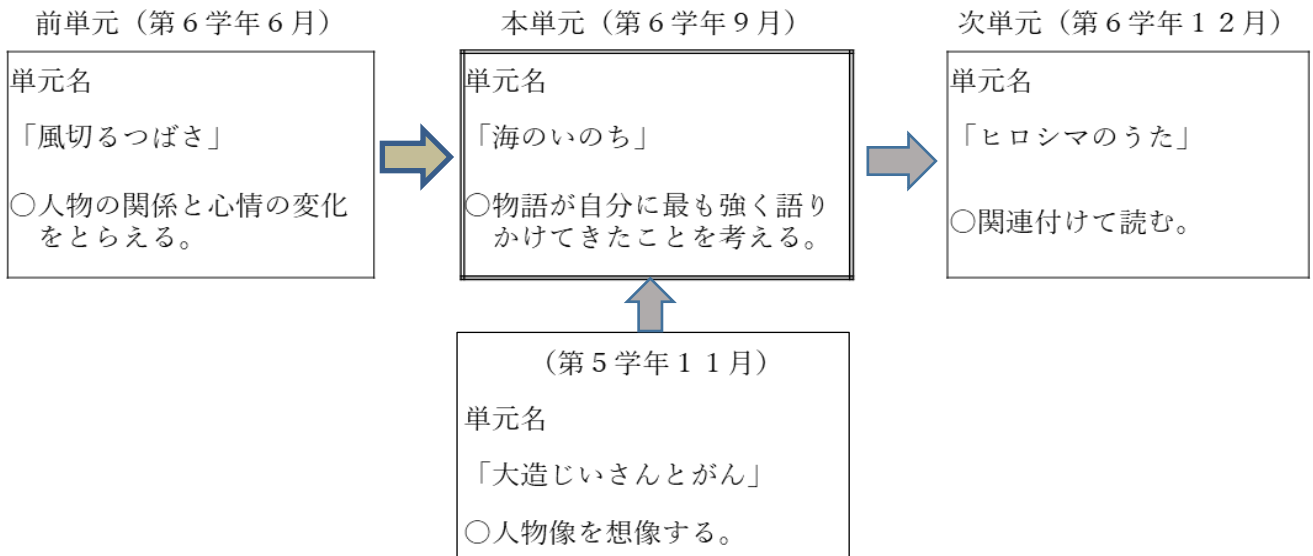 前単元（第６学年６月）
単元名
「風切るつばさ」
○人物の関係と心情の変化
をとらえる。
本単元（第６学年９月）
単元名
「海のいのち」
○物語が自分に最も強く語り
かけてきたことを考える。
次単元（第６学年１２月）
単元名
「ヒロシマのうた」
○関連付けて読む。
（第５学年１１月）
単元名
「大造じいさんとがん」
○人物像を想像する。